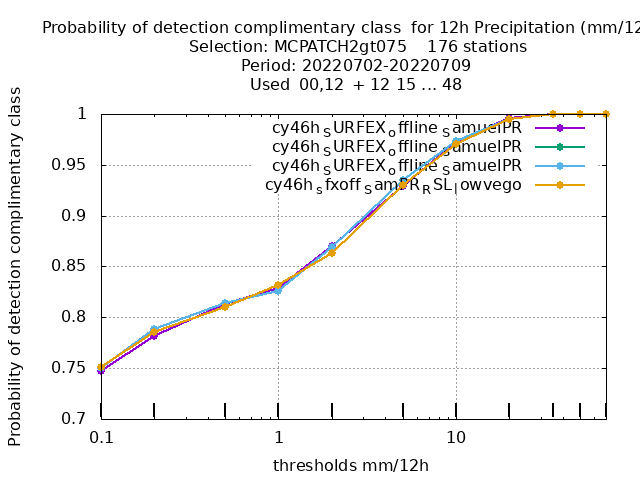 Probability of detection complimentary class  for 12h Precipitation (mm/12
Selection: MCPATCH2gt075    176 stations
Period: 20220702-20220709
Used  00,12  + 12 15 ... 48
cy46h_SURFEX_offline_SamuelPR
cy46h_SURFEX_offline_SamuelPR
cy46h_SURFEX_offline_SamuelPR
cy46h_sfxoff_SamPR_RSL_lowvego
Probability of detection complimentary class
1
0.95
0.9
0.85
0.8
0.75
0.7
0.1 1 10
thresholds mm/12h